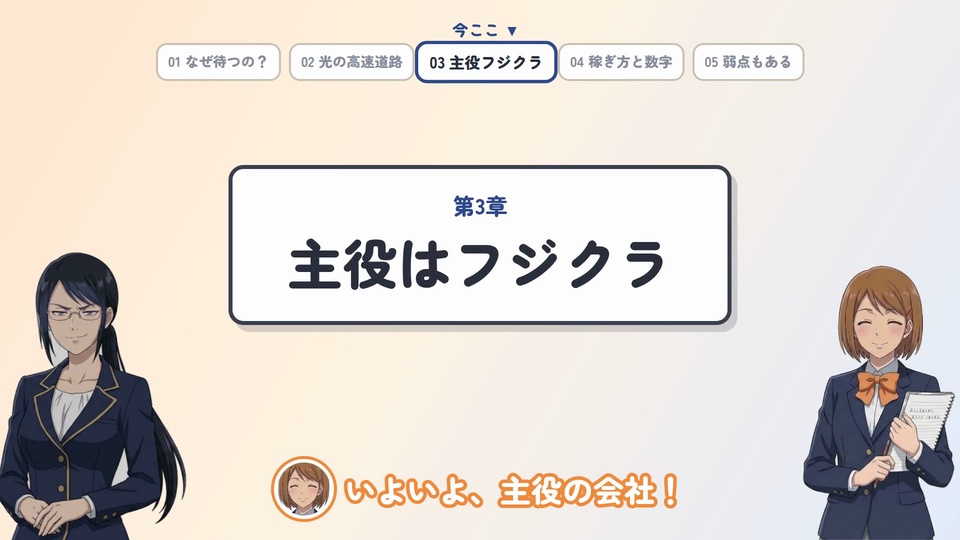 今ここ ▼
01 なぜ待つの？
02 光の高速道路
03 主役フジクラ
04 稼ぎ方と数字
05 弱点もある
第3章
主役はフジクラ
いよいよ、主役の会社！